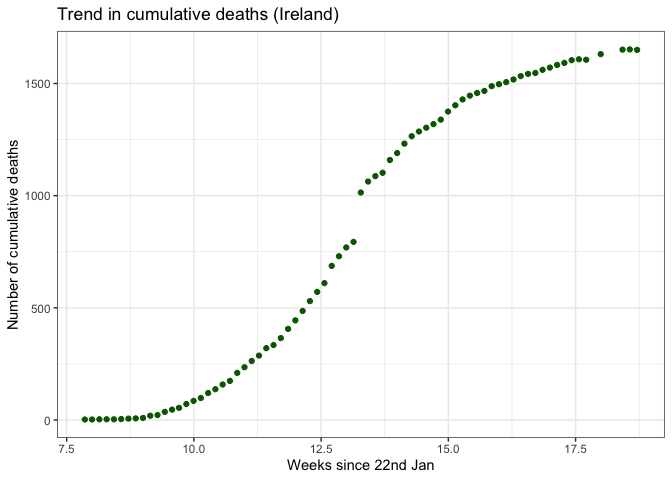 Trend in cumulative deaths (Ireland)
Number of cumulative deaths
1500
1000
500
0
7.5 10.0 12.5 15.0 17.5
Weeks since 22nd Jan